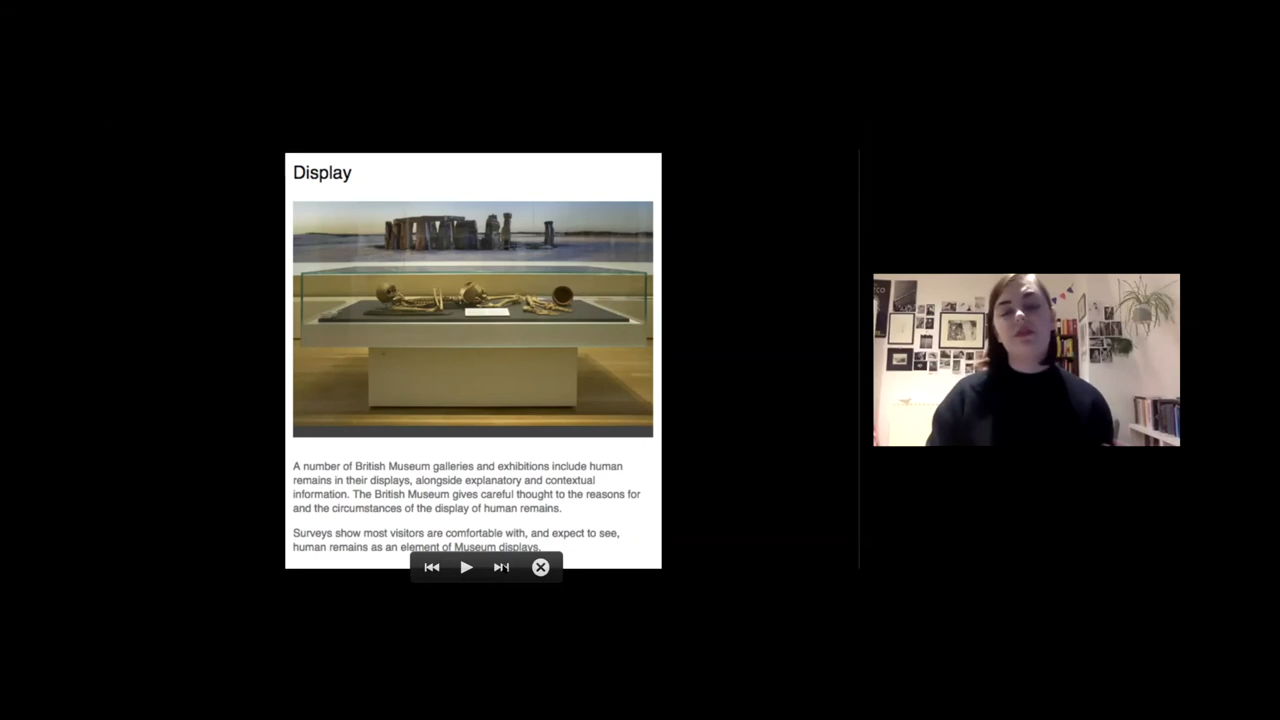 Display
A number of British Museum galleries and exhibitions include human
remains in their displays, alongside explanatory and contextual
information. The British Museum gives careful thought to the reasons for
and the circumstances of the display of human remains.
Surveys show most visitors are comfortable with, and expect to see,
human remains as an element of Museum displays.